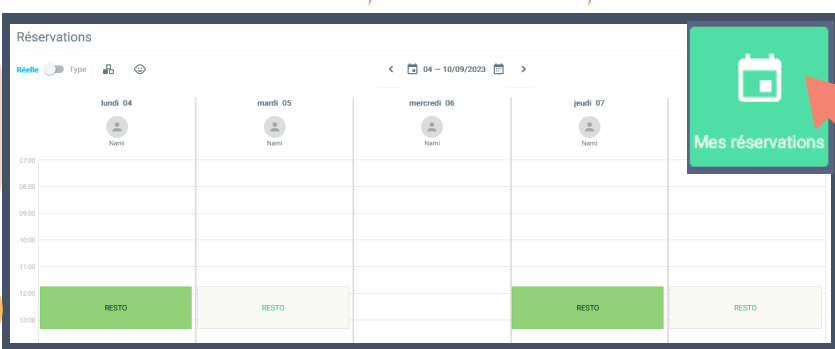 Réservations
Réelle Type 04 – 10/09/2023
lundi 04 mardi 05 mercredi 06 jeudi 07
Nami Nami Nami Nami
Mes réservations
07:00
08:00
09:00
10:00
11:00
12:00
RESTO RESTO RESTO RESTO
13:00